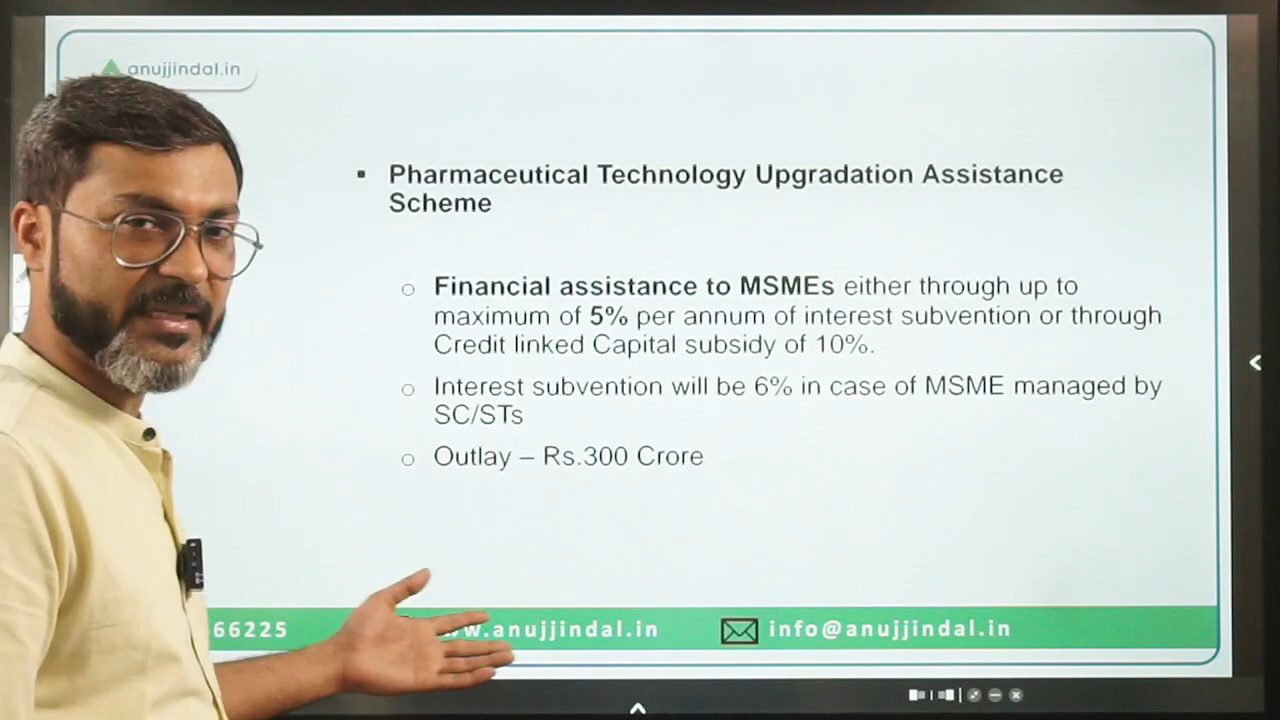 anujjindal.in
▪ Pharmaceutical Technology Upgradation Assistance
Scheme
○ Financial assistance to MSMEs either through up to
maximum of 5% per annum of interest subvention or through
Credit linked Capital subsidy of 10%.
○ Interest subvention will be 6% in case of MSME managed by
SC/STs
○ Outlay – Rs.300 Crore
66225 w.anujjindal.in info@anujjindal.in